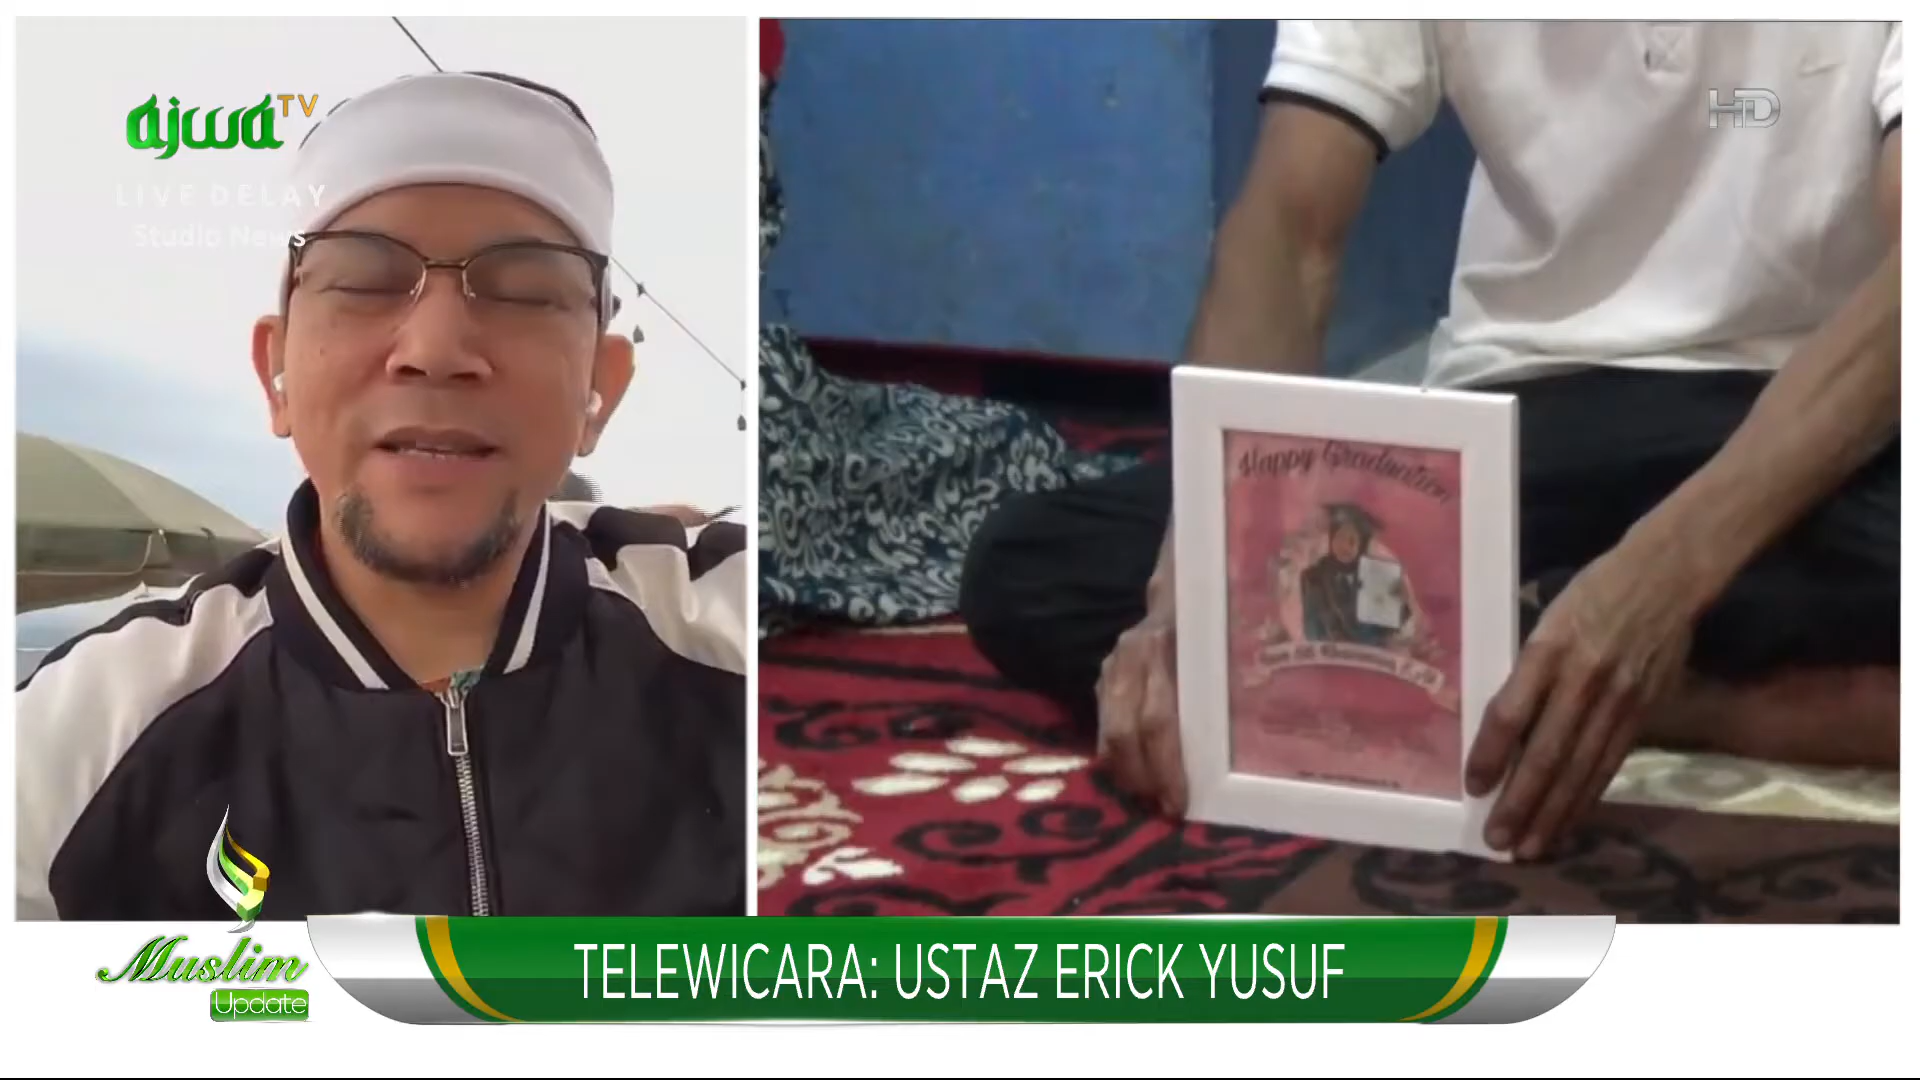 ajwa TV
LIVE DELAY
Studio News
HD
Happy Graduation
Muslim
Update
TELEWICARA: USTAZ ERICK YUSUF